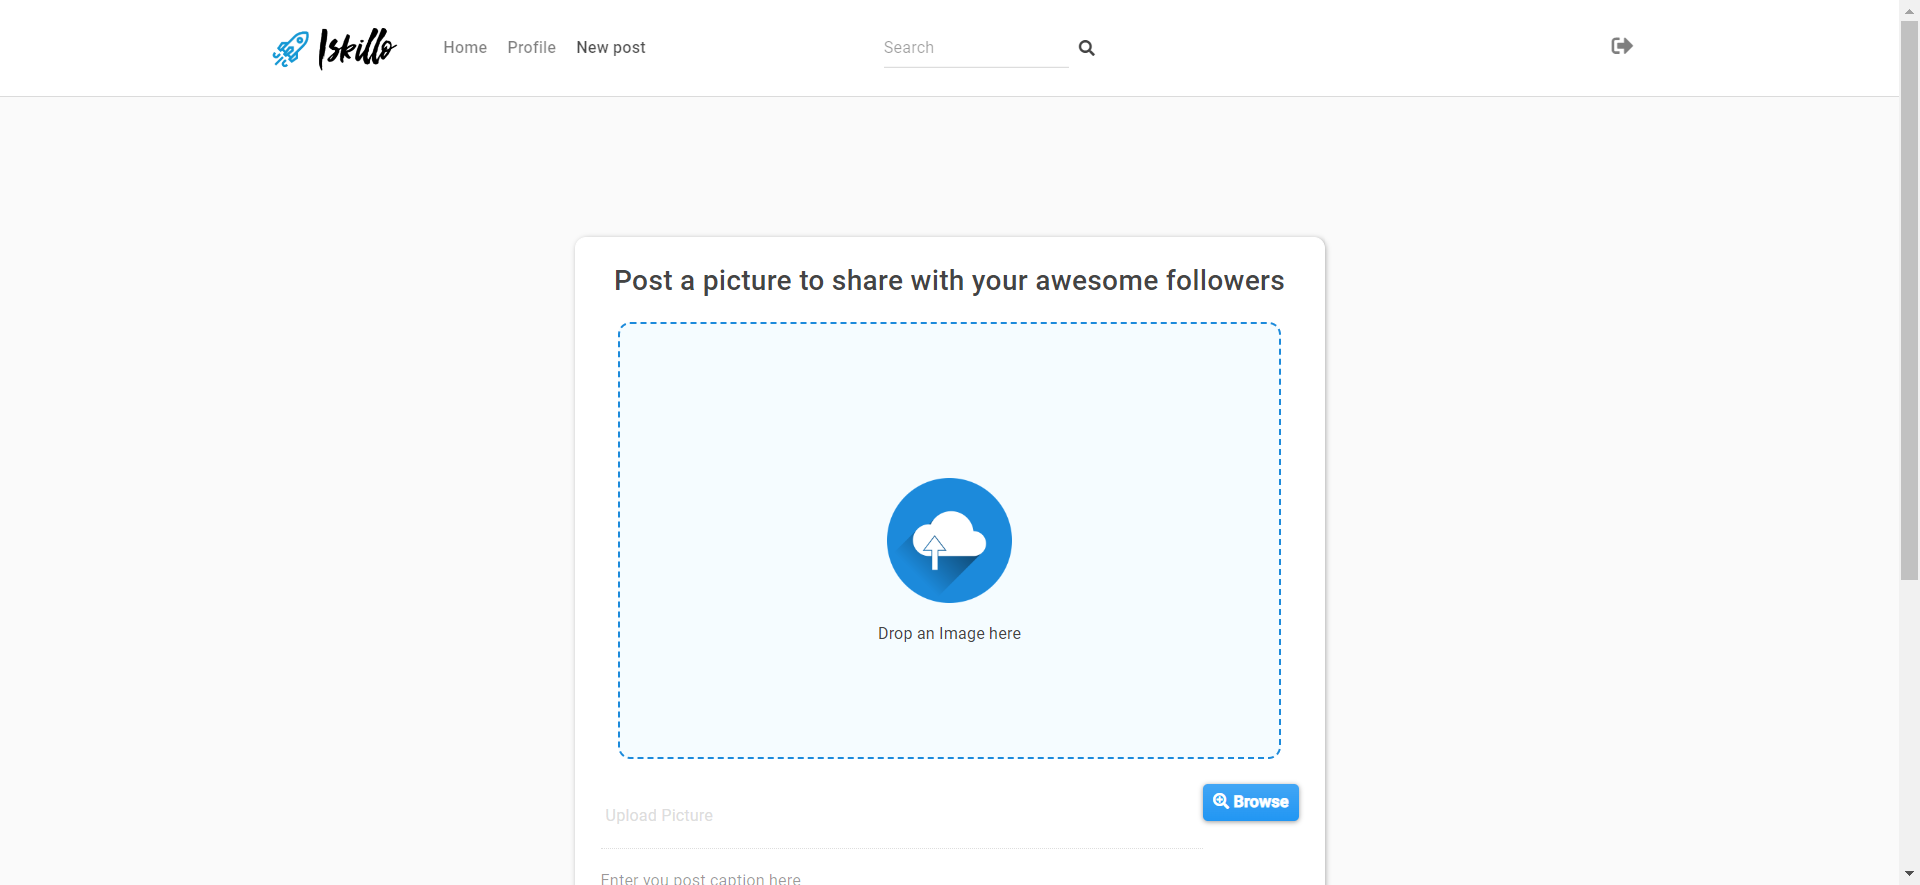 Iskillo
Home Profile New post Search
Post a picture to share with your awesome followers
Drop an Image here
Browse
Upload Picture
Enter you post caption here